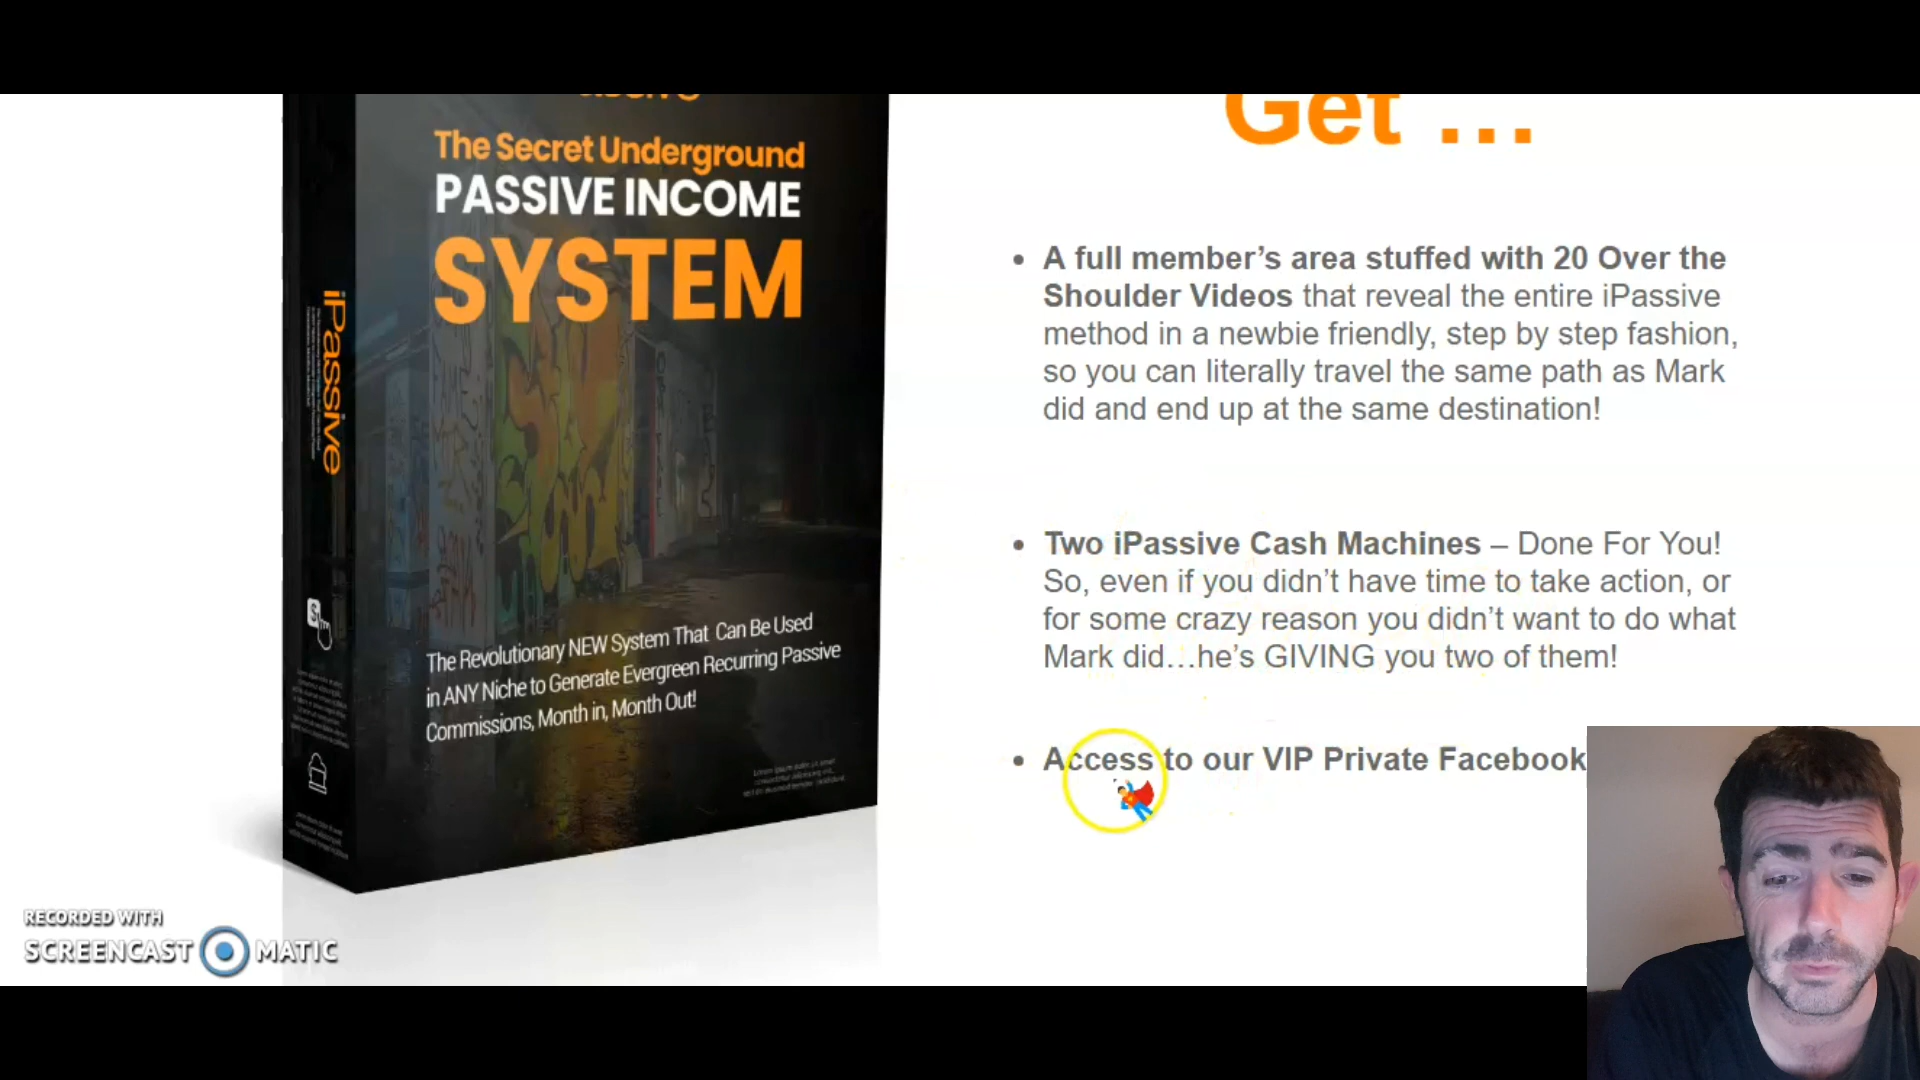 Get ...
The Secret Underground
PASSIVE INCOME
SYSTEM
iPassive
The Revolutionary NEW System That Can Be Used
in ANY Niche to Generate Evergreen Recurring Passive
Commissions, Month in, Month Out!
• A full member’s area stuffed with 20 Over the
Shoulder Videos that reveal the entire iPassive
method in a newbie friendly, step by step fashion,
so you can literally travel the same path as Mark
did and end up at the same destination!
• Two iPassive Cash Machines – Done For You!
So, even if you didn’t have time to take action, or
for some crazy reason you didn’t want to do what
Mark did…he’s GIVING you two of them!
• Access to our VIP Private Facebook
RECORDED WITH
SCREENCAST MATIC